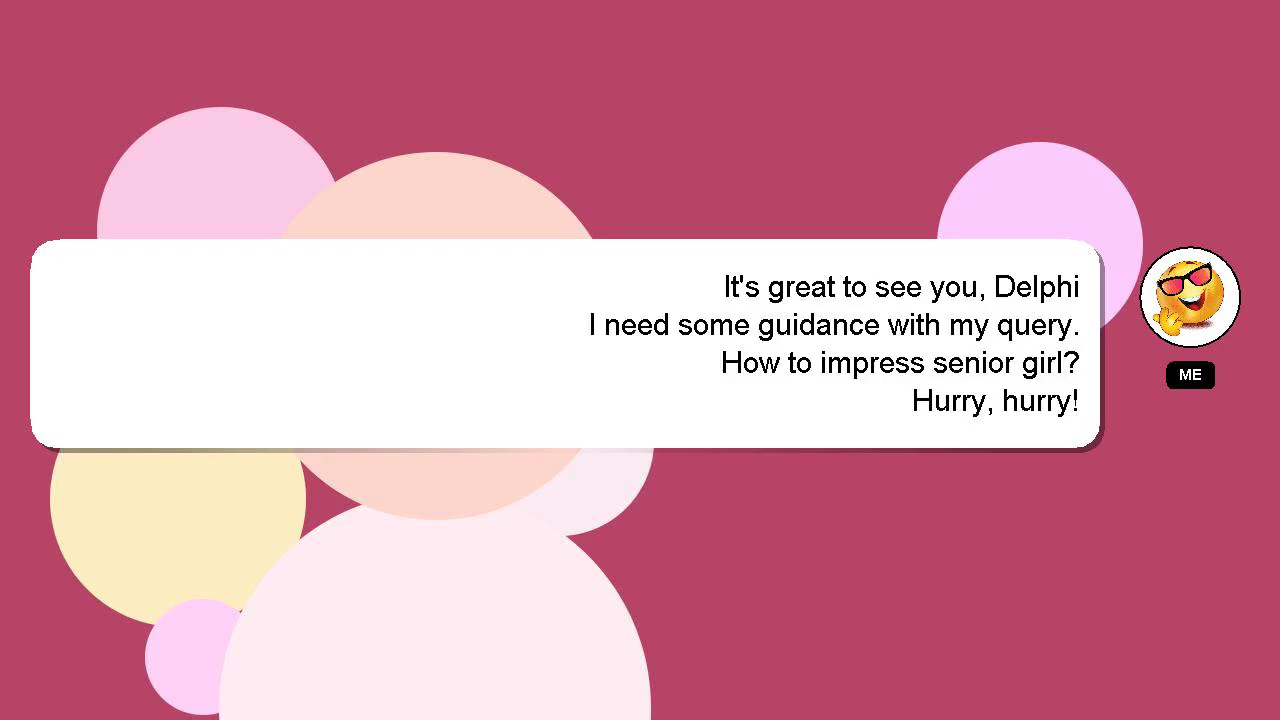 It's great to see you, Delphi
I need some guidance with my query.
How to impress senior girl?
Hurry, hurry!
ME